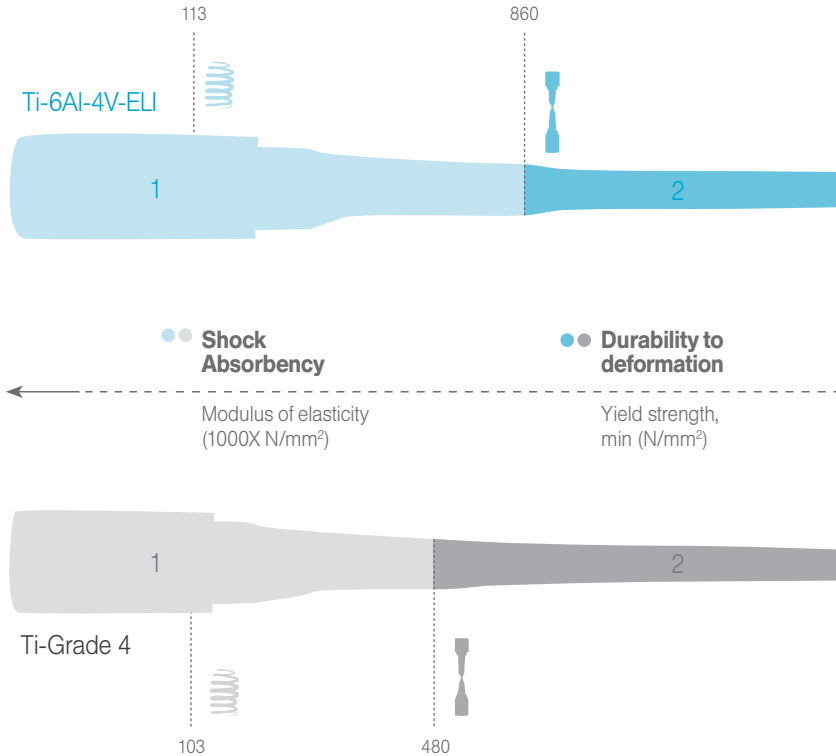 113
860
Ti-6Al-4V-ELI
1
2
Shock
Absorbency
Durability to
deformation
Modulus of elasticity
(1000X N/mm²)
Yield strength,
min (N/mm²)
1
2
Ti-Grade 4
103
480